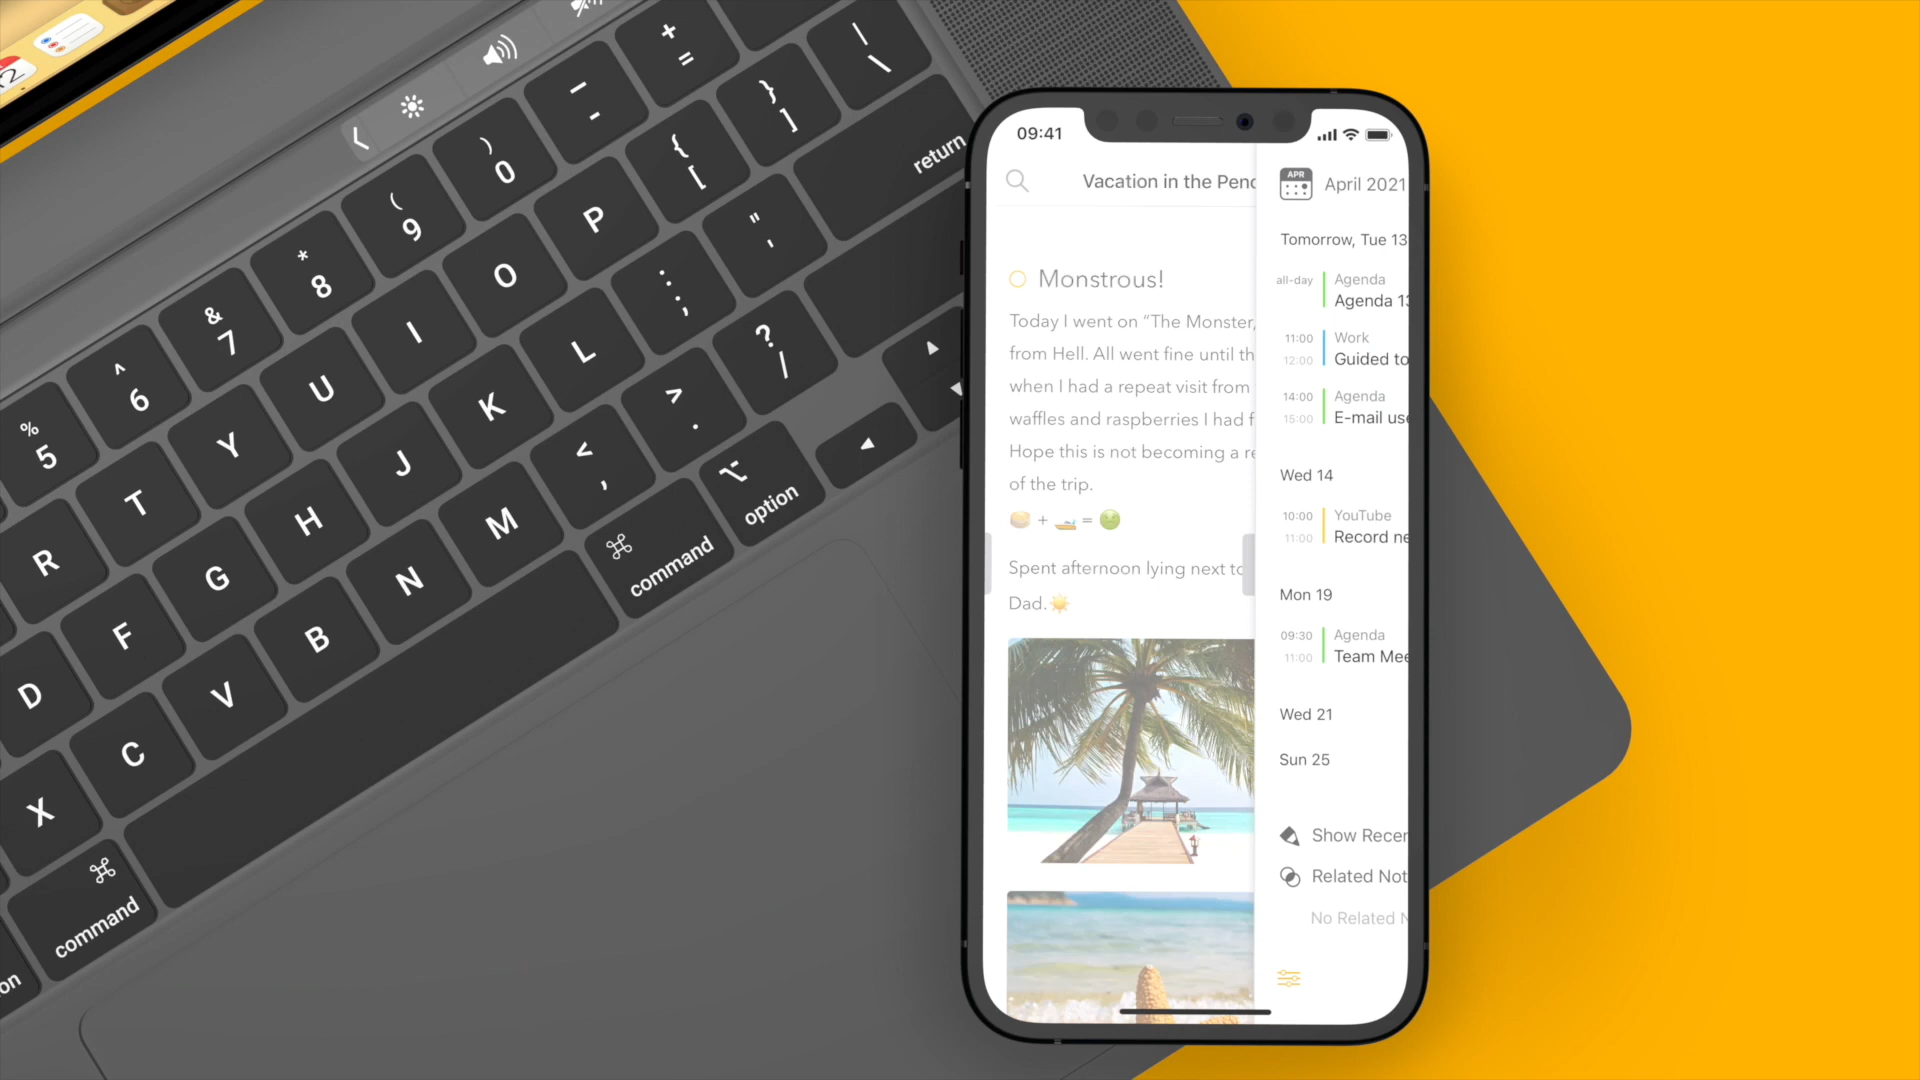 09:41
Vacation in the Penc
Monstrous!
Today I went on “The Monster,
from Hell. All went fine until th
when I had a repeat visit from
waffles and raspberries I had f
Hope this is not becoming a re
of the trip.
+ =
Spent afternoon lying next to
Dad.
APR
April 2021
Tomorrow, Tue 13
all-day Agenda
Agenda 13
11:00 Work
12:00 Guided to
14:00 Agenda
15:00 E-mail use
Wed 14
10:00 YouTube
11:00 Record ne
Mon 19
09:30 Agenda
11:00 Team Mee
Wed 21
Sun 25
Show Recen
Related Not
No Related N
% 5
^ 6
& 7
* 8
( 9
) 0
_ -
+ =
R
T
Y
U
I
O
P
{ [
} ]
| \
D
F
G
H
J
K
L
: ;
" '
return
X
C
V
B
N
M
< ,
> .
? /
⌘ command
⌘ command
⌥ option
on